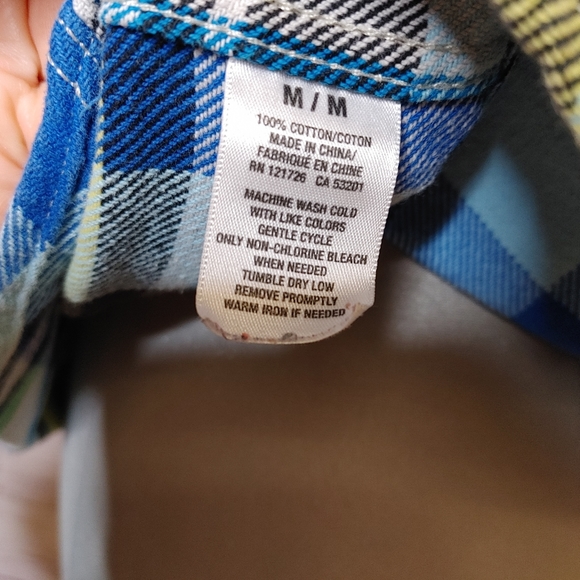 M / M
100% COTTON/COTON
MADE IN CHINA/
FABRIQUÉ EN CHINE
RN 121726 CA 53201
MACHINE WASH COLD
WITH LIKE COLORS
GENTLE CYCLE
ONLY NON-CHLORINE BLEACH
WHEN NEEDED
TUMBLE DRY LOW
REMOVE PROMPTLY
WARM IRON IF NEEDED